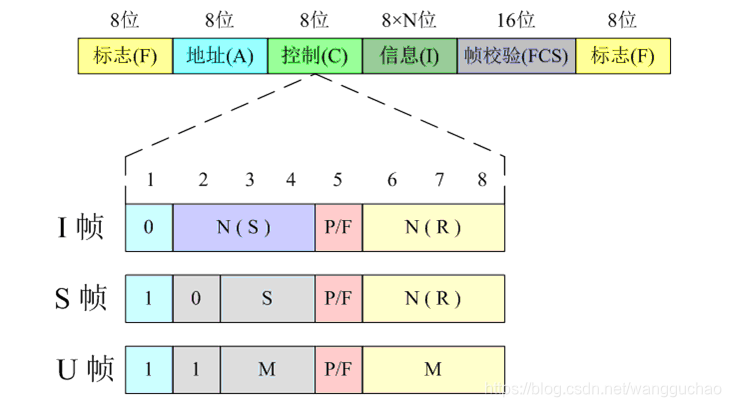 8位 8位 8位 8×N位 16位 8位
标志(F) 地址(A) 控制(C) 信息(I) 帧校验(FCS) 标志(F)
1 2 3 4 5 6 7 8
I 帧 0 N ( S ) P/F N ( R )
S 帧 1 0 S P/F N ( R )
U 帧 1 1 M P/F M
https://blog.csdn.net/wangguchao